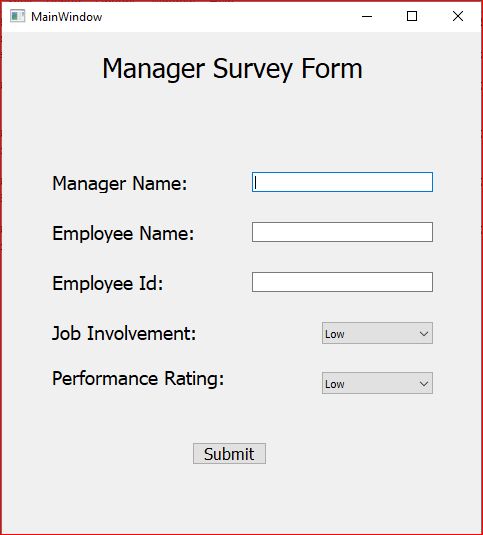 MainWindow
Manager Survey Form
Manager Name:
Employee Name:
Employee Id:
Job Involvement: Low
Performance Rating: Low
Submit